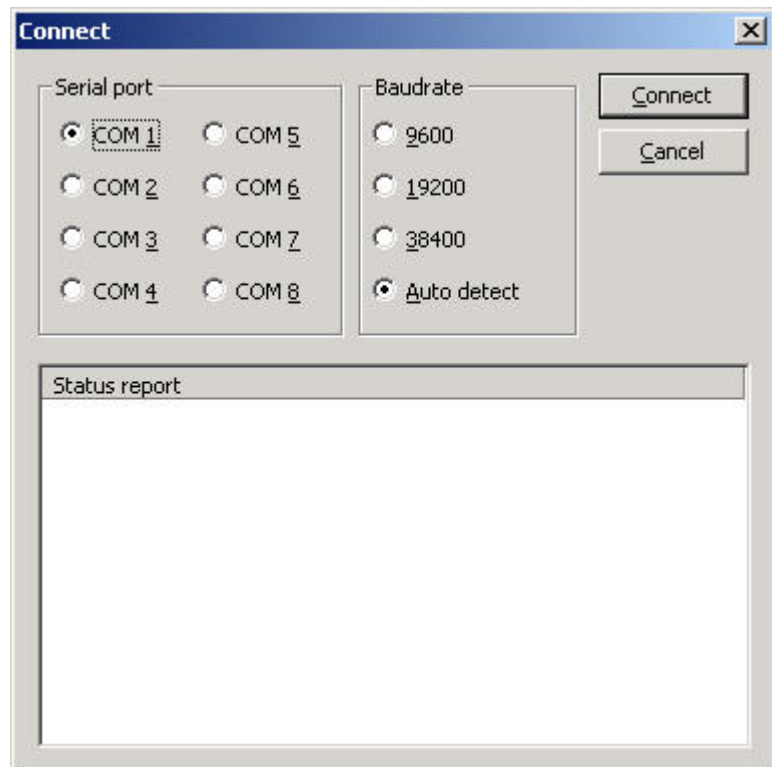 Connect
Serial port
COM 1
COM 5
COM 2
COM 6
COM 3
COM 7
COM 4
COM 8
Baudrate
9600
19200
38400
Auto detect
Connect
Cancel
Status report